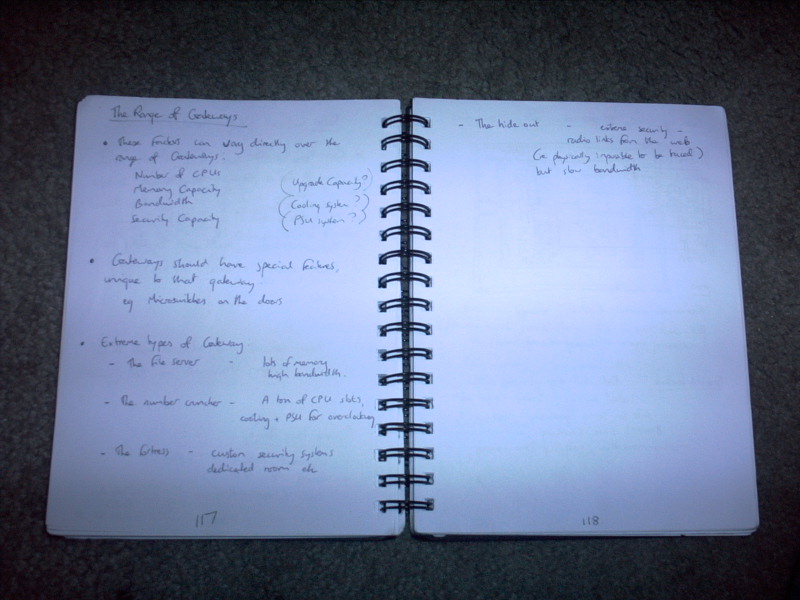 The Range of Gateways
• These factors can vary directly over the
range of Gateways.
Number of CPUs
Memory Capacity (Upgrade Capacity?)
Bandwidth (Cooling system?)
Security Capacity (PSU system?)
• Gateways should have special features,
unique to that gateway.
eg Microswitches on the doors
• Extreme types of Gateway
- The file server - lots of memory
high bandwidth.
- The number cruncher - A ton of CPU slots,
cooling + PSU for overclocking
- The fortress - custom security systems
dedicated room etc
117
- The hide out - extreme security -
radio links from the web
(ie physically impossible to be traced)
but slow bandwidth
118